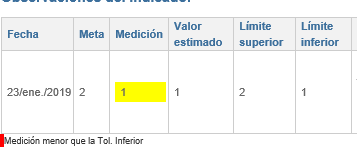 Observaciones del Indicador
Fecha Meta Medición Valor estimado Límite superior Límite inferior
23/ene./2019 2 1 1 2 1
Medición menor que la Tol. Inferior